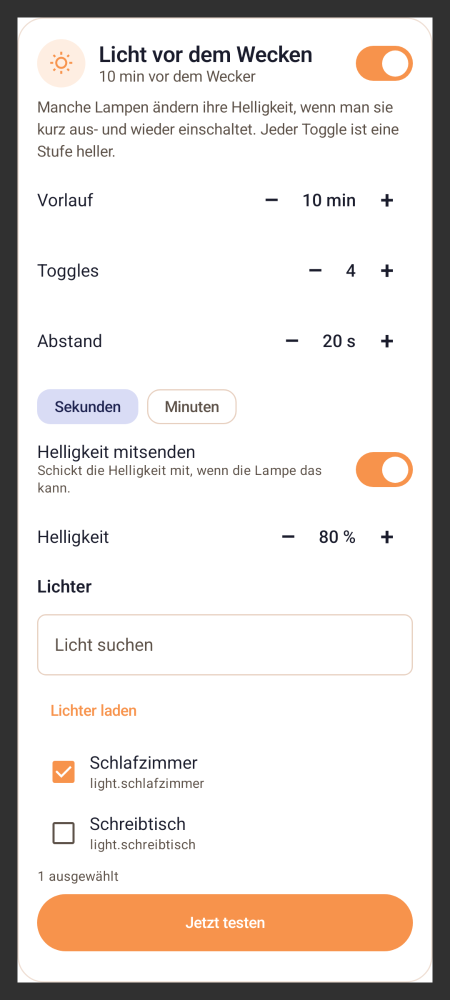 Licht vor dem Wecken
10 min vor dem Wecker
Manche Lampen ändern ihre Helligkeit, wenn man sie
kurz aus- und wieder einschaltet. Jeder Toggle ist eine
Stufe heller.
Vorlauf − 10 min +
Toggles − 4 +
Abstand − 20 s +
Sekunden Minuten
Helligkeit mitsenden
Schickt die Helligkeit mit, wenn die Lampe das
kann.
Helligkeit − 80 % +
Lichter
Licht suchen
Lichter laden
Schlafzimmer
light.schlafzimmer
Schreibtisch
light.schreibtisch
1 ausgewählt
Jetzt testen